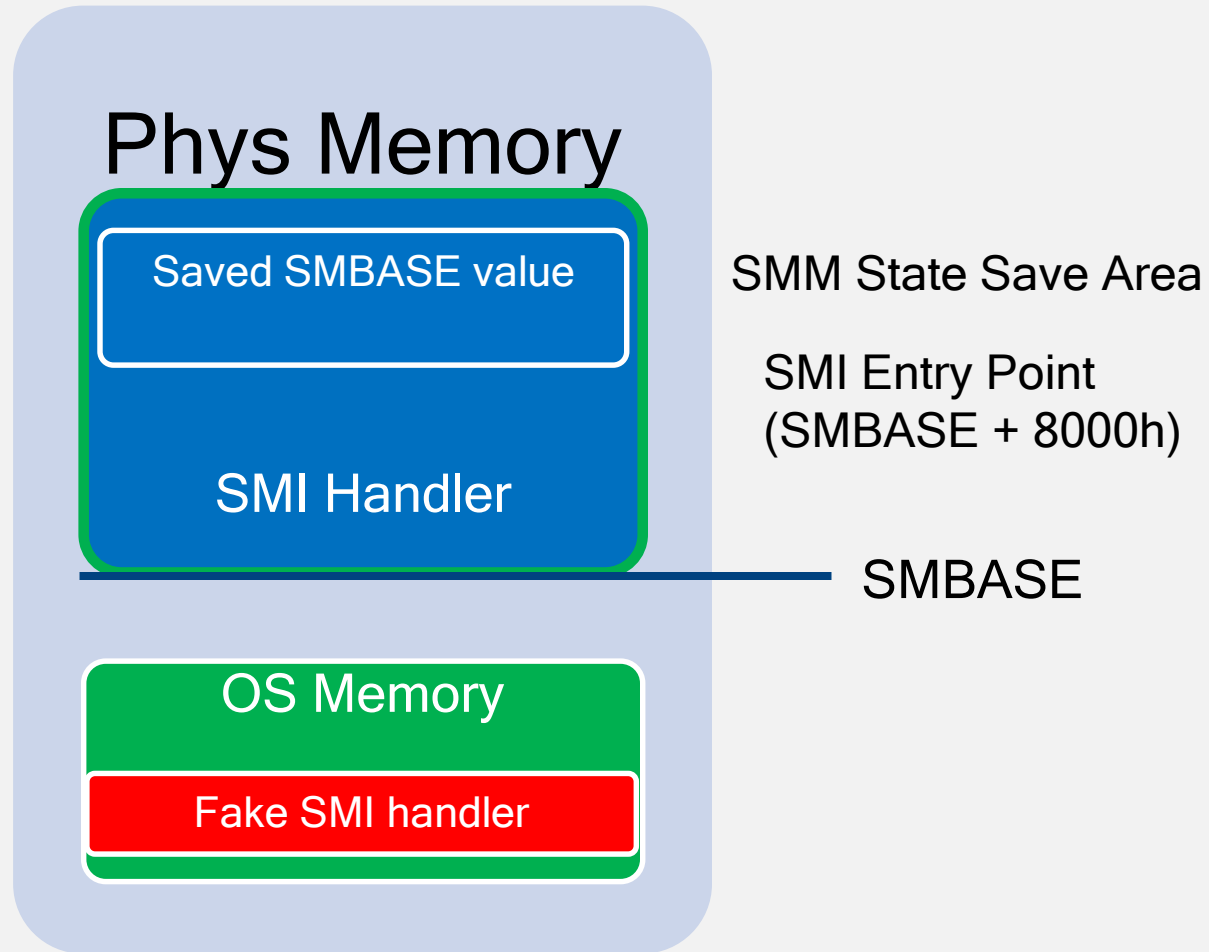 Phys Memory
Saved SMBASE value
SMM State Save Area
SMI Entry Point
(SMBASE + 8000h)
SMI Handler
SMBASE
OS Memory
Fake SMI handler